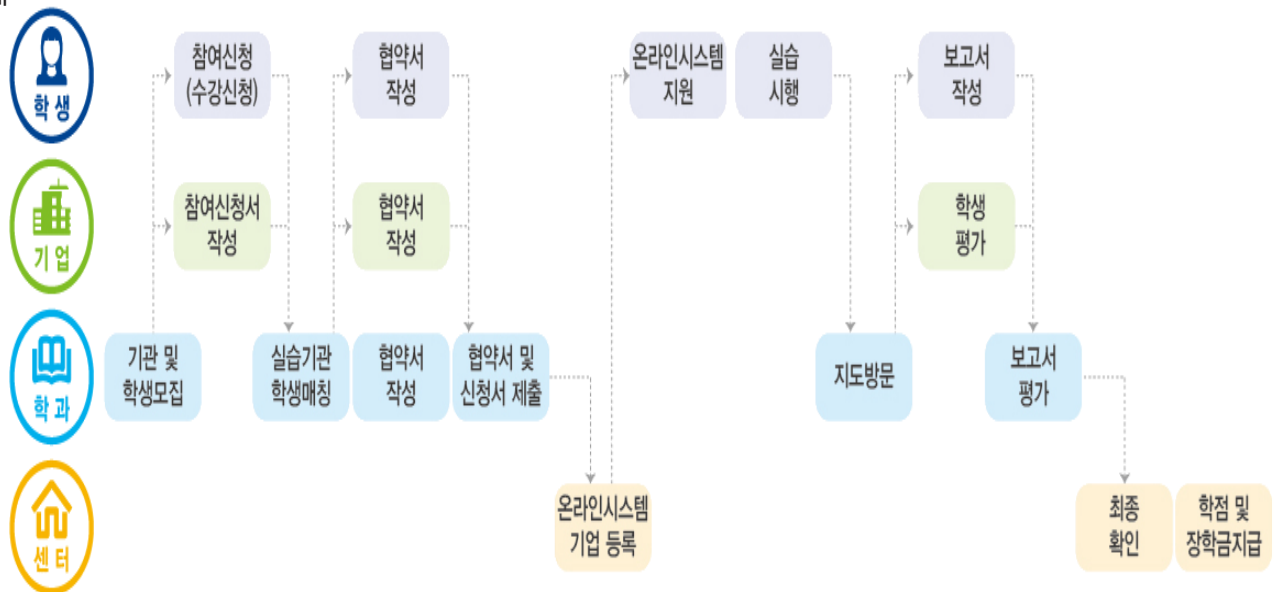 학생
참여신청
(수강신청)
협약서
작성
온라인시스템
지원
실습
시행
보고서
작성
기업
참여신청서
작성
협약서
작성
학생
평가
학과
기관 및
학생모집
실습기관
학생매칭
협약서
작성
협약서 및
신청서 제출
지도방문
보고서
평가
센터
온라인시스템
기업 등록
최종
확인
학점 및
장학금지급